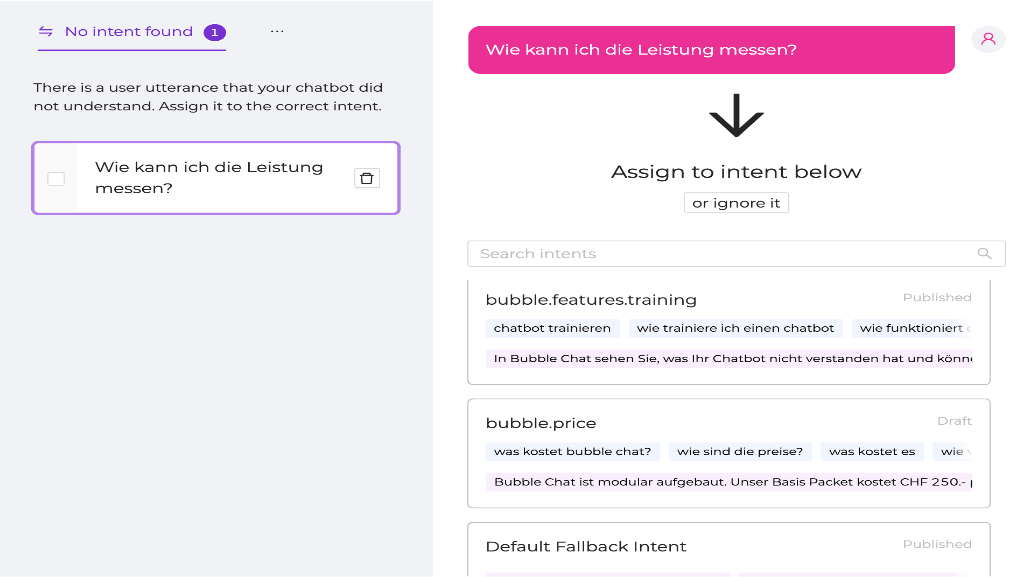 No intent found 1 ...
There is a user utterance that your chatbot did
not understand. Assign it to the correct intent.
Wie kann ich die Leistung
messen?
Wie kann ich die Leistung messen?
Assign to intent below
or ignore it
Search intents
bubble.features.training Published
chatbot trainieren wie trainiere ich einen chatbot wie funktioniert
In Bubble Chat sehen Sie, was Ihr Chatbot nicht verstanden hat und
bubble.price Draft
was kostet bubble chat? wie sind die preise? was kostet es wie
Bubble Chat ist modular aufgebaut. Unser Basis Packet kostet CHF 250.-
Default Fallback Intent Published